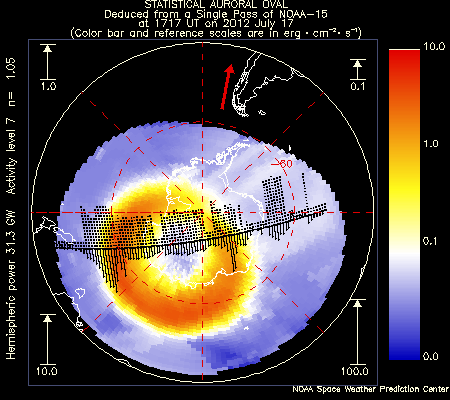 STATISTICAL AURORAL OVAL
Deduced from a Single Pass of NOAA-15
at 1717 UT on 2012 July 17
(Color bar and reference scales are in erg · cm⁻² · s⁻¹)
Hemispheric power 31.3 GW   Activity level 7   n=   1.05
1.0
0.1
-60
10.0
100.0
10.0
1.0
0.1
0.0
NOAA Space Weather Prediction Center